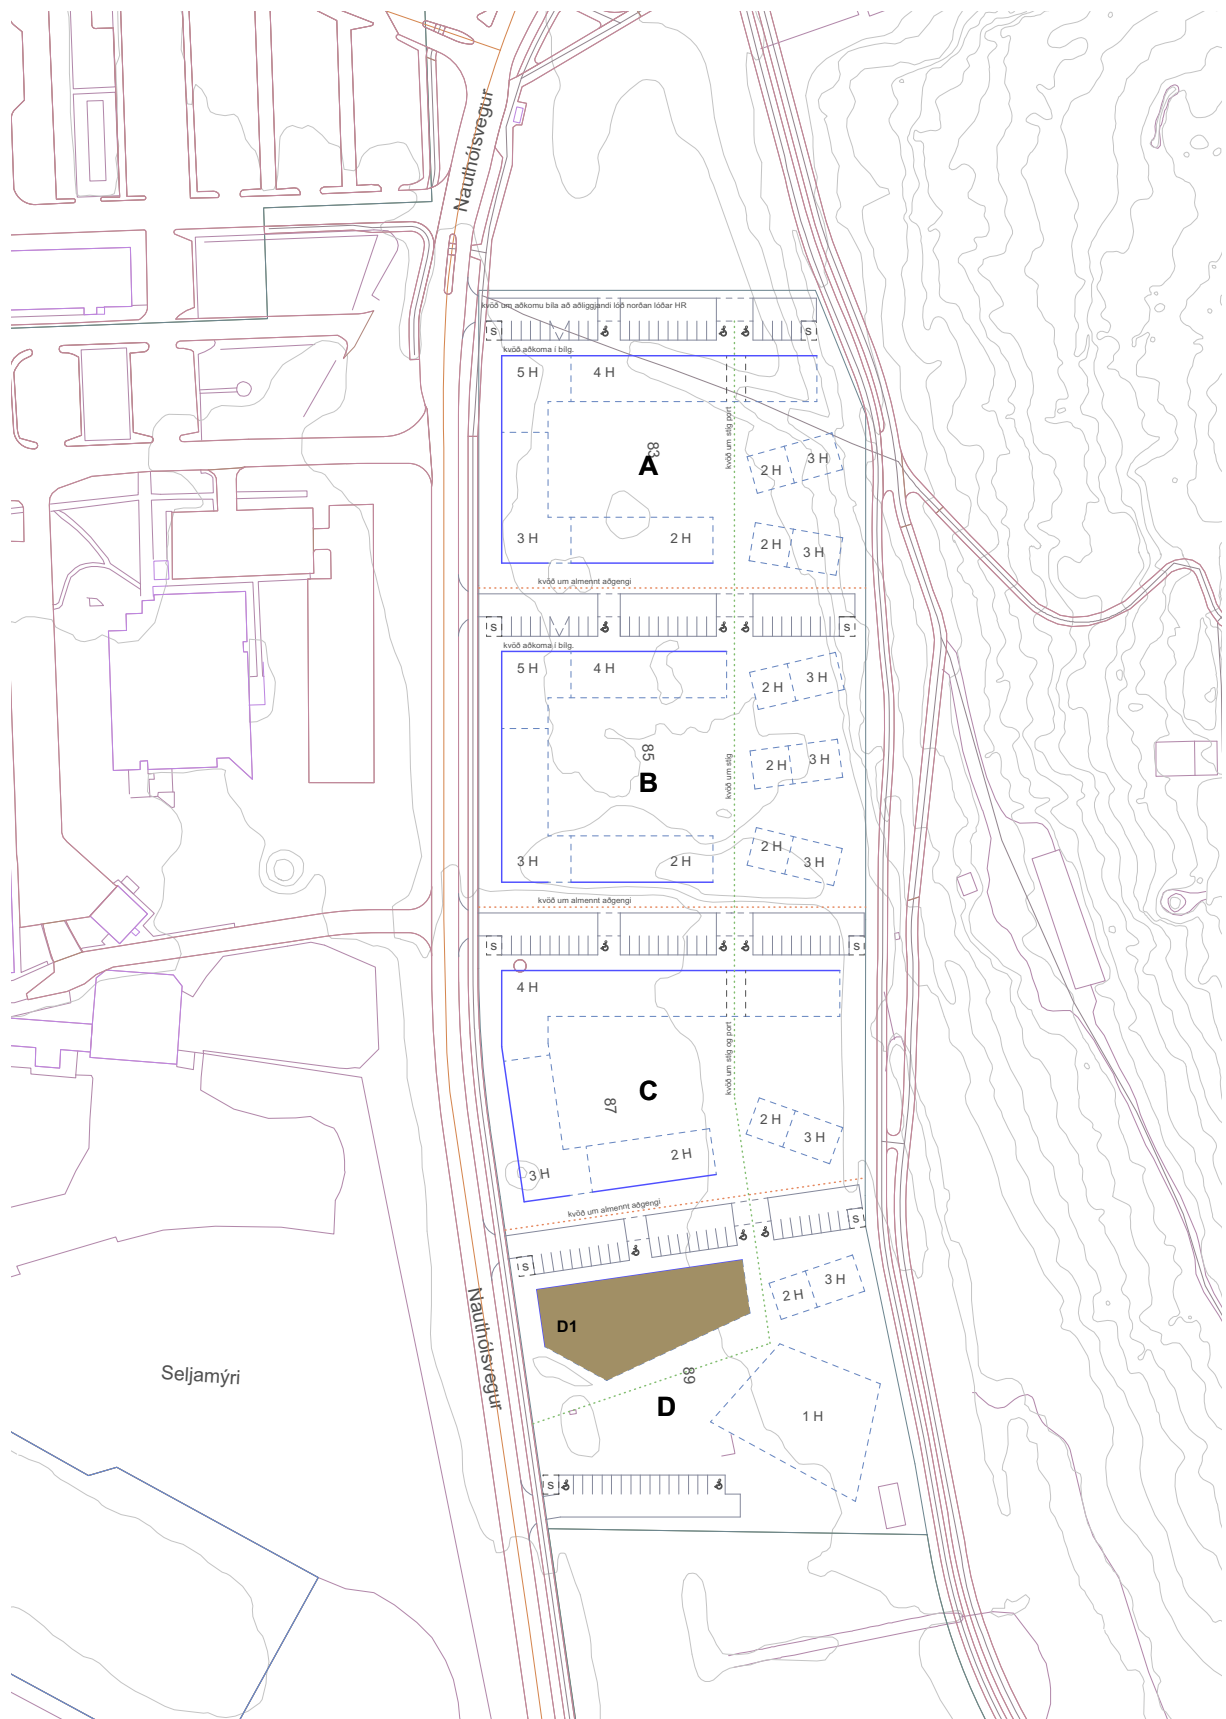 Nauthólsvegur
kvöð um aðkomu bíla að aðliggjandi lóð norðan lóðar HR
S
S
kvöð aðkoma í bílg.
5 H
4 H
kvöð um stíg port
83
A
2 H
3 H
3 H
2 H
2 H
3 H
kvöð um almennt aðgengi
S
S
kvöð aðkoma í bílg.
5 H
4 H
2 H
3 H
85
B
kvöð um stíg
2 H
3 H
3 H
2 H
2 H
3 H
kvöð um almennt aðgengi
S
S
4 H
kvöð um stíg og port
C
87
2 H
3 H
3 H
2 H
kvöð um almennt aðgengi
S
S
2 H
3 H
D1
Nauthólsvegur
Seljamýri
89
D
1 H
S